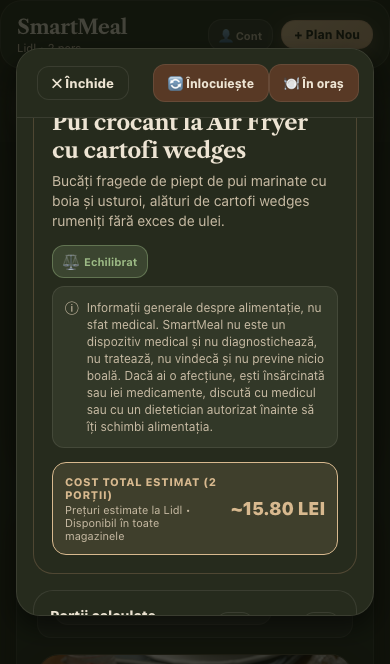 SmartMeal
Lidl · 2 pers
👤 Cont
+ Plan Nou
✕ Închide
🔄 Înlocuiește
🍽️ În oraș
Pui crocant la Air Fryer
cu cartofi wedges
Bucăți fragede de piept de pui marinate cu
boia și usturoi, alături de cartofi wedges
rumeniți fără exces de ulei.
⚖️ Echilibrat
ⓘ Informații generale despre alimentație, nu
sfat medical. SmartMeal nu este un
dispozitiv medical și nu diagnostichează,
nu tratează, nu vindecă și nu previne nicio
boală. Dacă ai o afecțiune, ești însărcinată
sau iei medicamente, discută cu medicul
sau cu un dietetician autorizat înainte să
îți schimbi alimentația.
COST TOTAL ESTIMAT (2
PORȚII)
Prețuri estimate la Lidl •
Disponibil în toate
magazinele
~15.80 LEI
Porții calculate